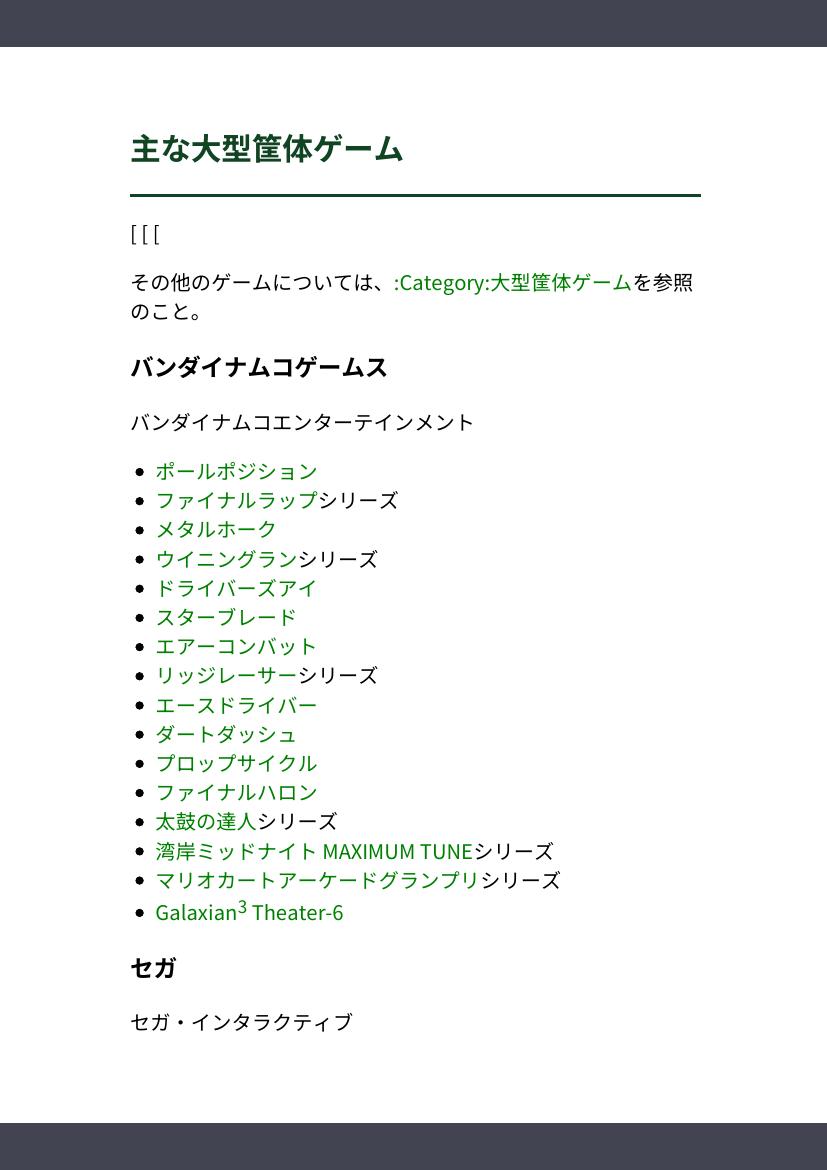 主な大型筐体ゲーム
[ [ [
その他のゲームについては、:Category:大型筐体ゲームを参照
のこと。
バンダイナムコゲームス
バンダイナムコエンターテインメント
ポールポジション
ファイナルラップシリーズ
メタルホーク
ウイニングランシリーズ
ドライバーズアイ
スターブレード
エアーコンバット
リッジレーサーシリーズ
エースドライバー
ダートダッシュ
プロップサイクル
ファイナルハロン
太鼓の達人シリーズ
湾岸ミッドナイト MAXIMUM TUNEシリーズ
マリオカートアーケードグランプリシリーズ
Galaxian³ Theater-6
セガ
セガ・インタラクティブ